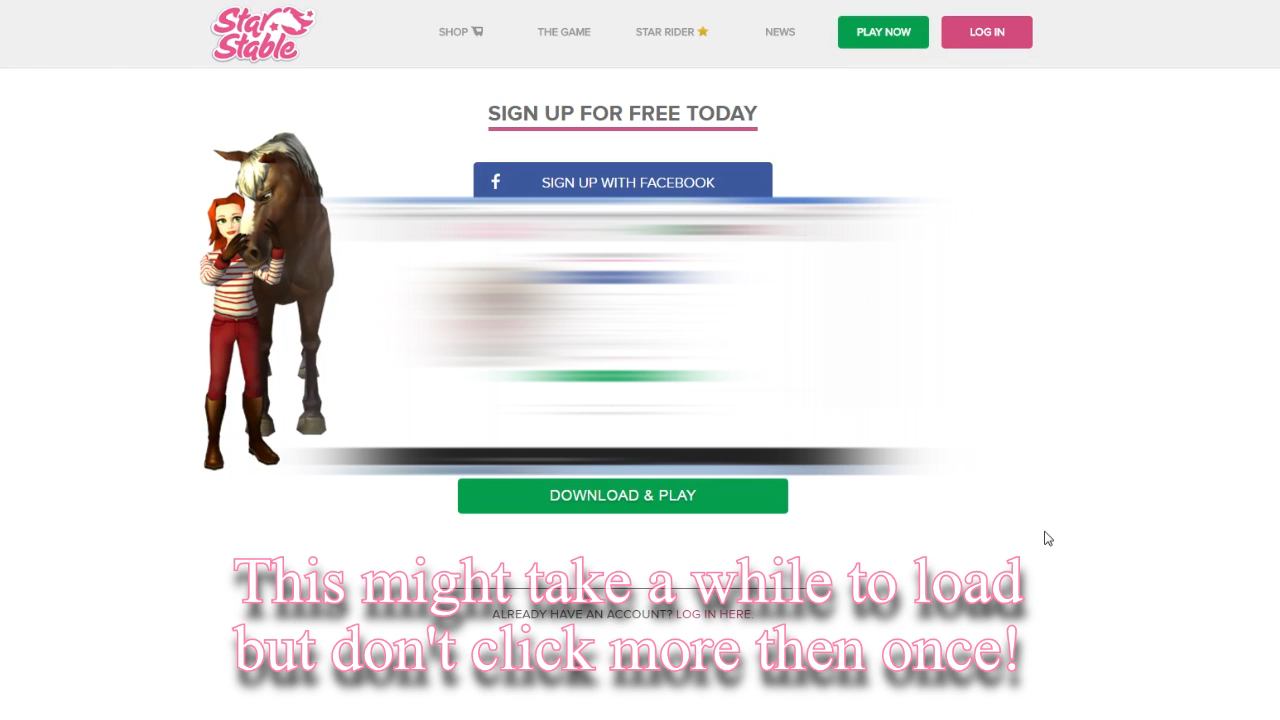 Star
Stable
SHOP
THE GAME
STAR RIDER
NEWS
PLAY NOW
LOG IN
SIGN UP FOR FREE TODAY
f
SIGN UP WITH FACEBOOK
DOWNLOAD & PLAY
This might take a while to load
ALREADY HAVE AN ACCOUNT? LOG IN HERE.
but don't click more then once!